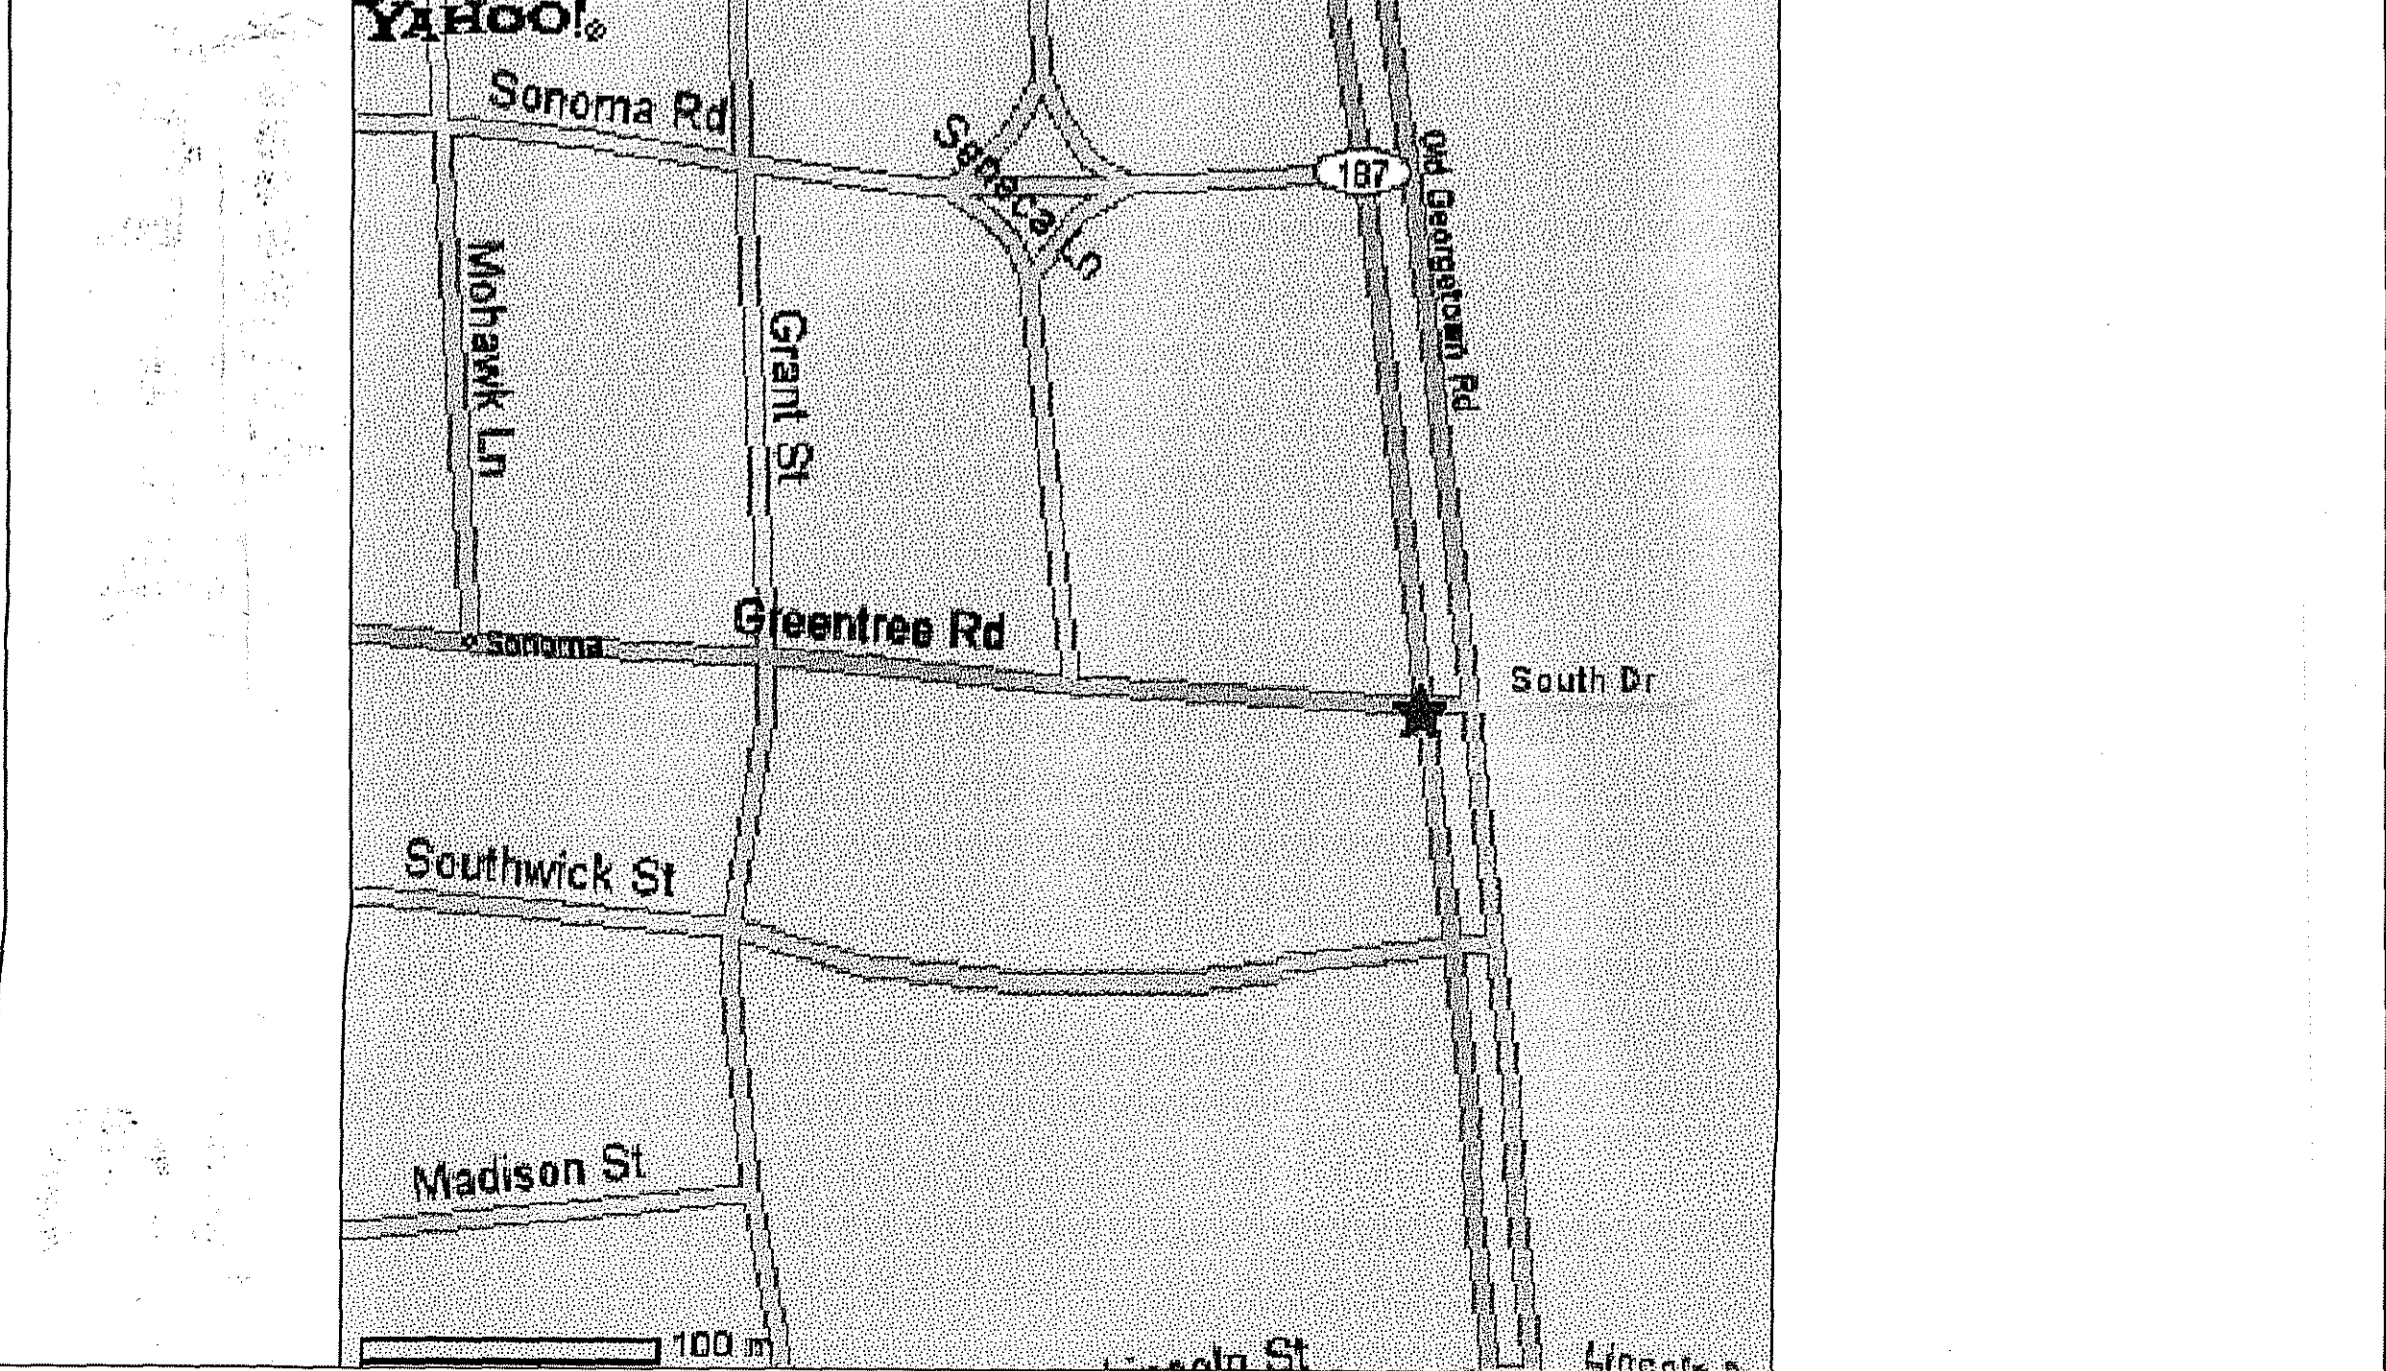 YAHOO!®
Sonoma Rd
Seneca S
187
Old Georgetown Rd
Mohawk Ln
Grant St
Greentree Rd
Sonoma
South Dr
Southwick St
Madison St
100 m
St